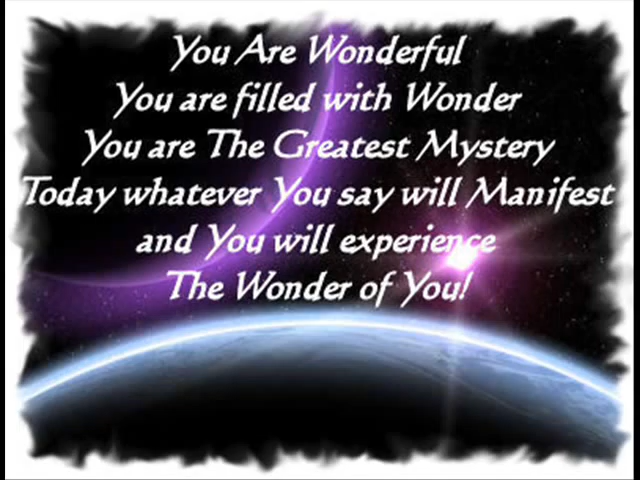 You Are Wonderful
You are filled with Wonder
You are The Greatest Mystery
Today whatever You say will Manifest
and You will experience
The Wonder of You!